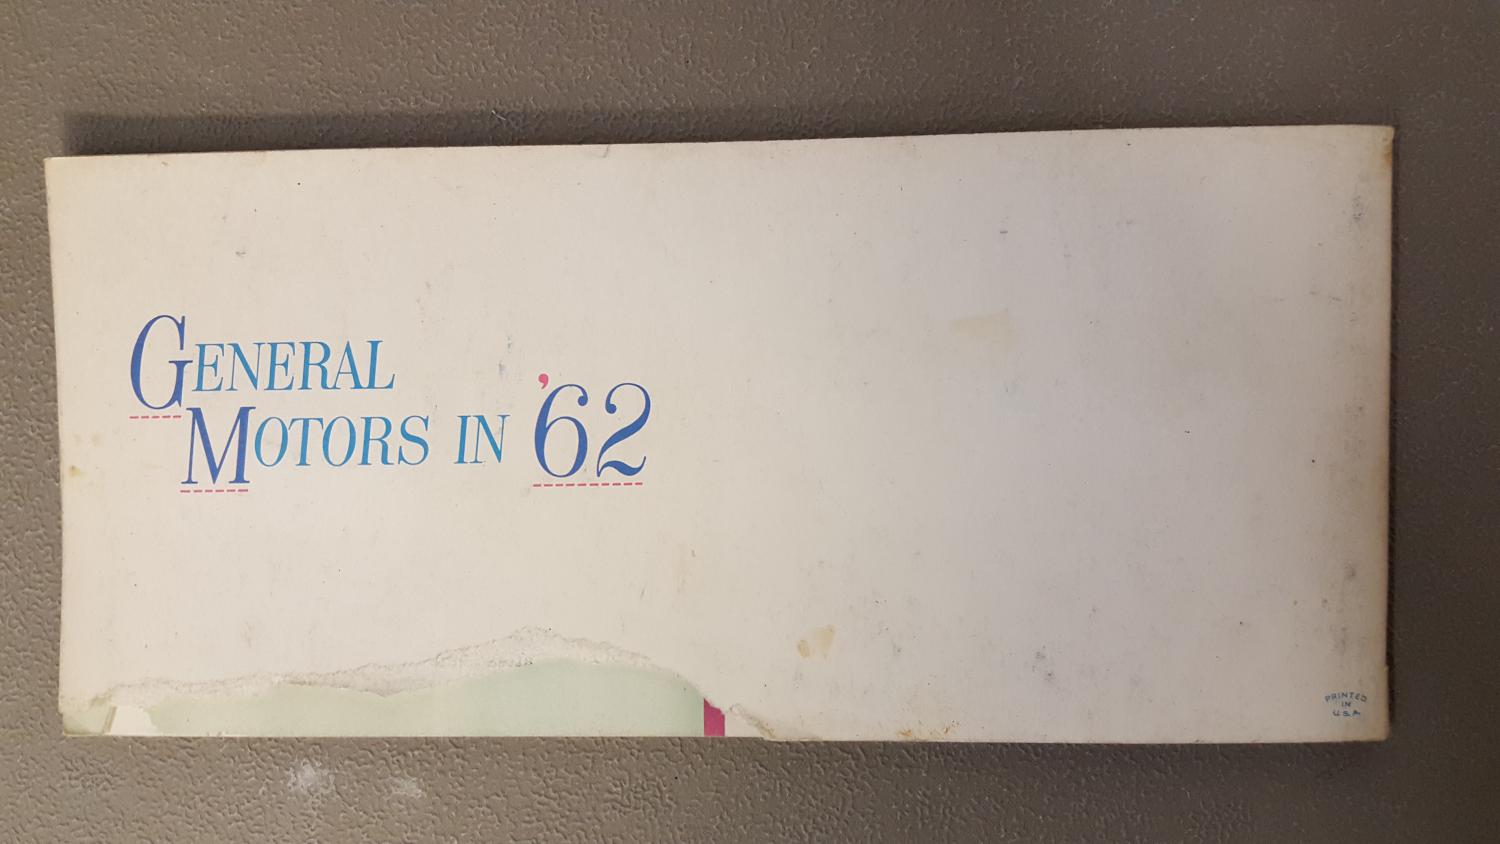 GENERAL
MOTORS IN '62
PRINTED
IN
U.S.A